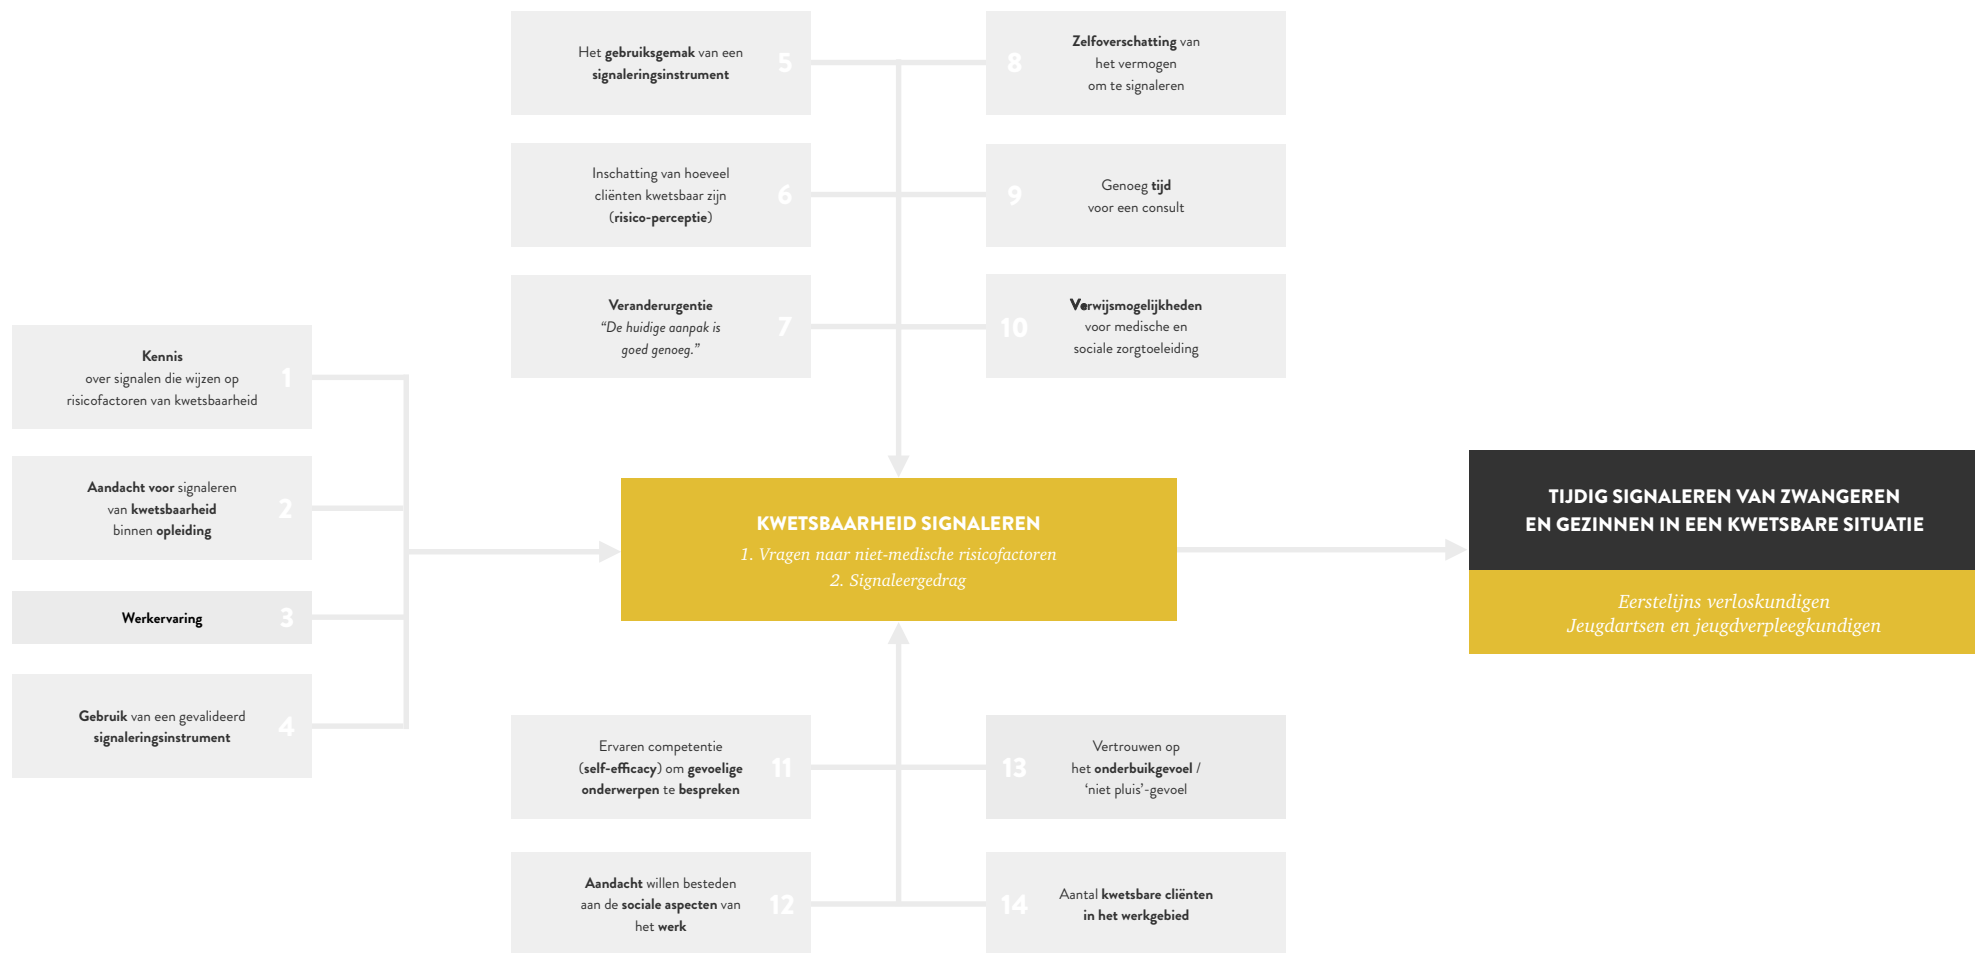 Het gebruiksgemak van een
signaleringsinstrument
5
8
Zelfoverschatting van
het vermogen
om te signaleren
Inschatting van hoeveel
cliënten kwetsbaar zijn
(risico-perceptie)
6
9
Genoeg tijd
voor een consult
Veranderurgentie
“De huidige aanpak is
goed genoeg.”
7
10
Verwijsmogelijkheden
voor medische en
sociale zorgtoeleiding
Kennis
over signalen die wijzen op
risicofactoren van kwetsbaarheid
1
Aandacht voor signaleren
van kwetsbaarheid
binnen opleiding
2
Werkervaring
3
Gebruik van een gevalideerd
signaleringsinstrument
4
KWETSBAARHEID SIGNALEREN
1. Vragen naar niet-medische risicofactoren
2. Signaleergedrag
TIJDIG SIGNALEREN VAN ZWANGEREN
EN GEZINNEN IN EEN KWETSBARE SITUATIE
Eerstelijns verloskundigen
Jeugdartsen en jeugdverpleegkundigen
Ervaren competentie
(self-efficacy) om gevoelige
onderwerpen te bespreken
11
13
Vertrouwen op
het onderbuikgevoel /
‘niet pluis’-gevoel
Aandacht willen besteden
aan de sociale aspecten van
het werk
12
14
Aantal kwetsbare cliënten
in het werkgebied